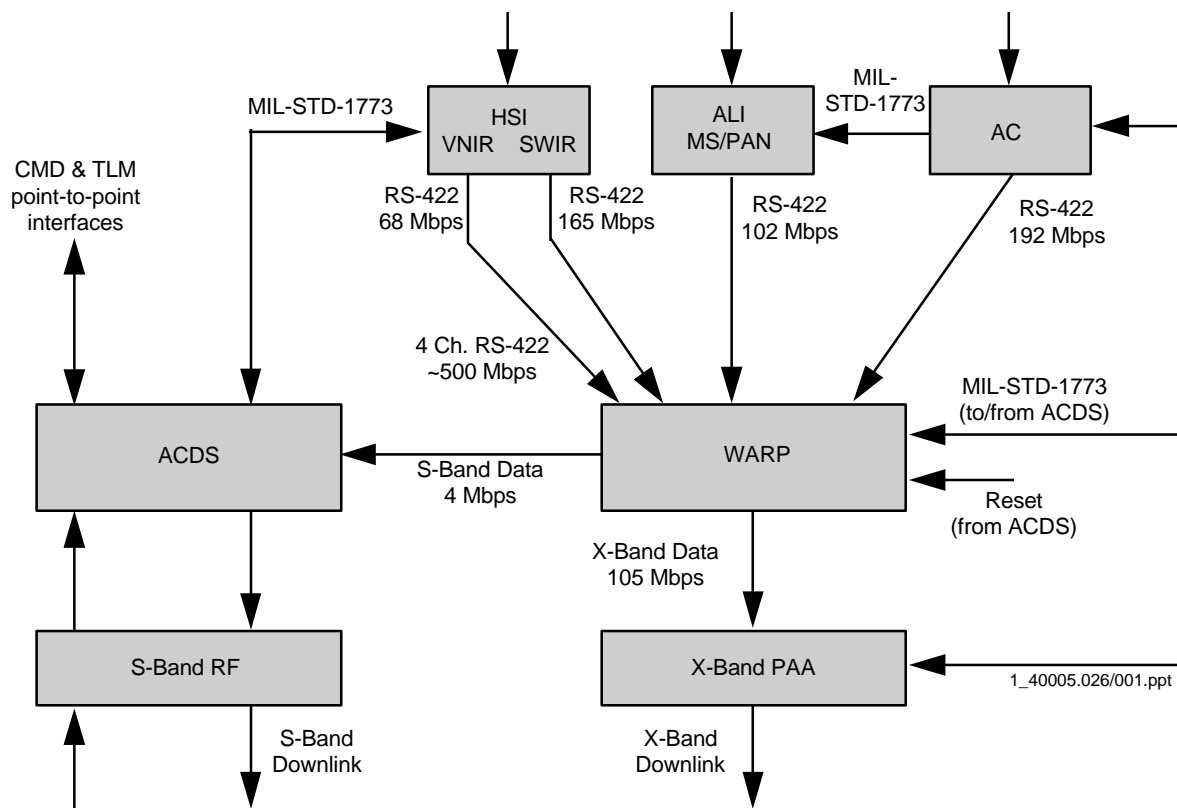 MIL-STD-1773
HSI
VNIR SWIR
ALI
MS/PAN
MIL-
STD-1773
AC
CMD & TLM
point-to-point
interfaces
RS-422
68 Mbps
RS-422
165 Mbps
RS-422
102 Mbps
RS-422
192 Mbps
4 Ch. RS-422
~500 Mbps
MIL-STD-1773
(to/from ACDS)
ACDS
S-Band Data
4 Mbps
WARP
Reset
(from ACDS)
X-Band Data
105 Mbps
S-Band RF
X-Band PAA
1_40005.026/001.ppt
S-Band
Downlink
X-Band
Downlink